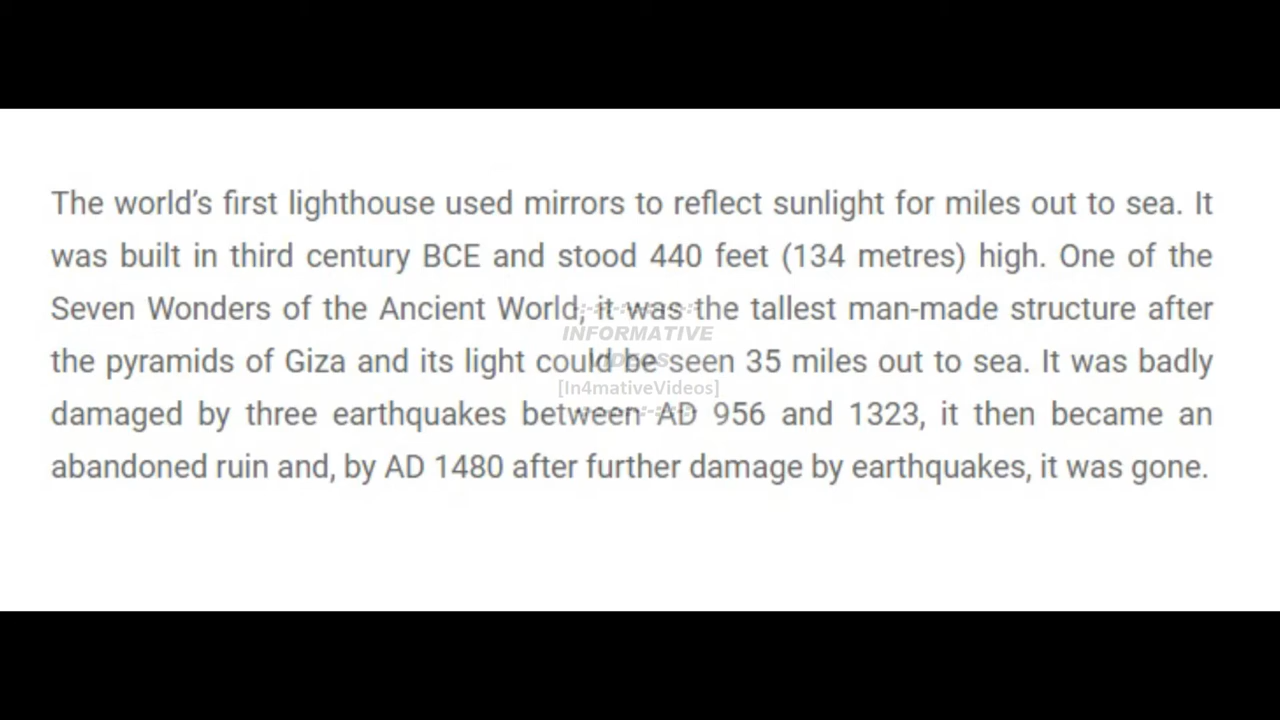 The world’s first lighthouse used mirrors to reflect sunlight for miles out to sea. It
was built in third century BCE and stood 440 feet (134 metres) high. One of the
Seven Wonders of the Ancient World, it was the tallest man-made structure after
INFORMATIVE
the pyramids of Giza and its light could be seen 35 miles out to sea. It was badly
VIDEOS
[In4mativeVideos]
damaged by three earthquakes between AD 956 and 1323, it then became an
abandoned ruin and, by AD 1480 after further damage by earthquakes, it was gone.